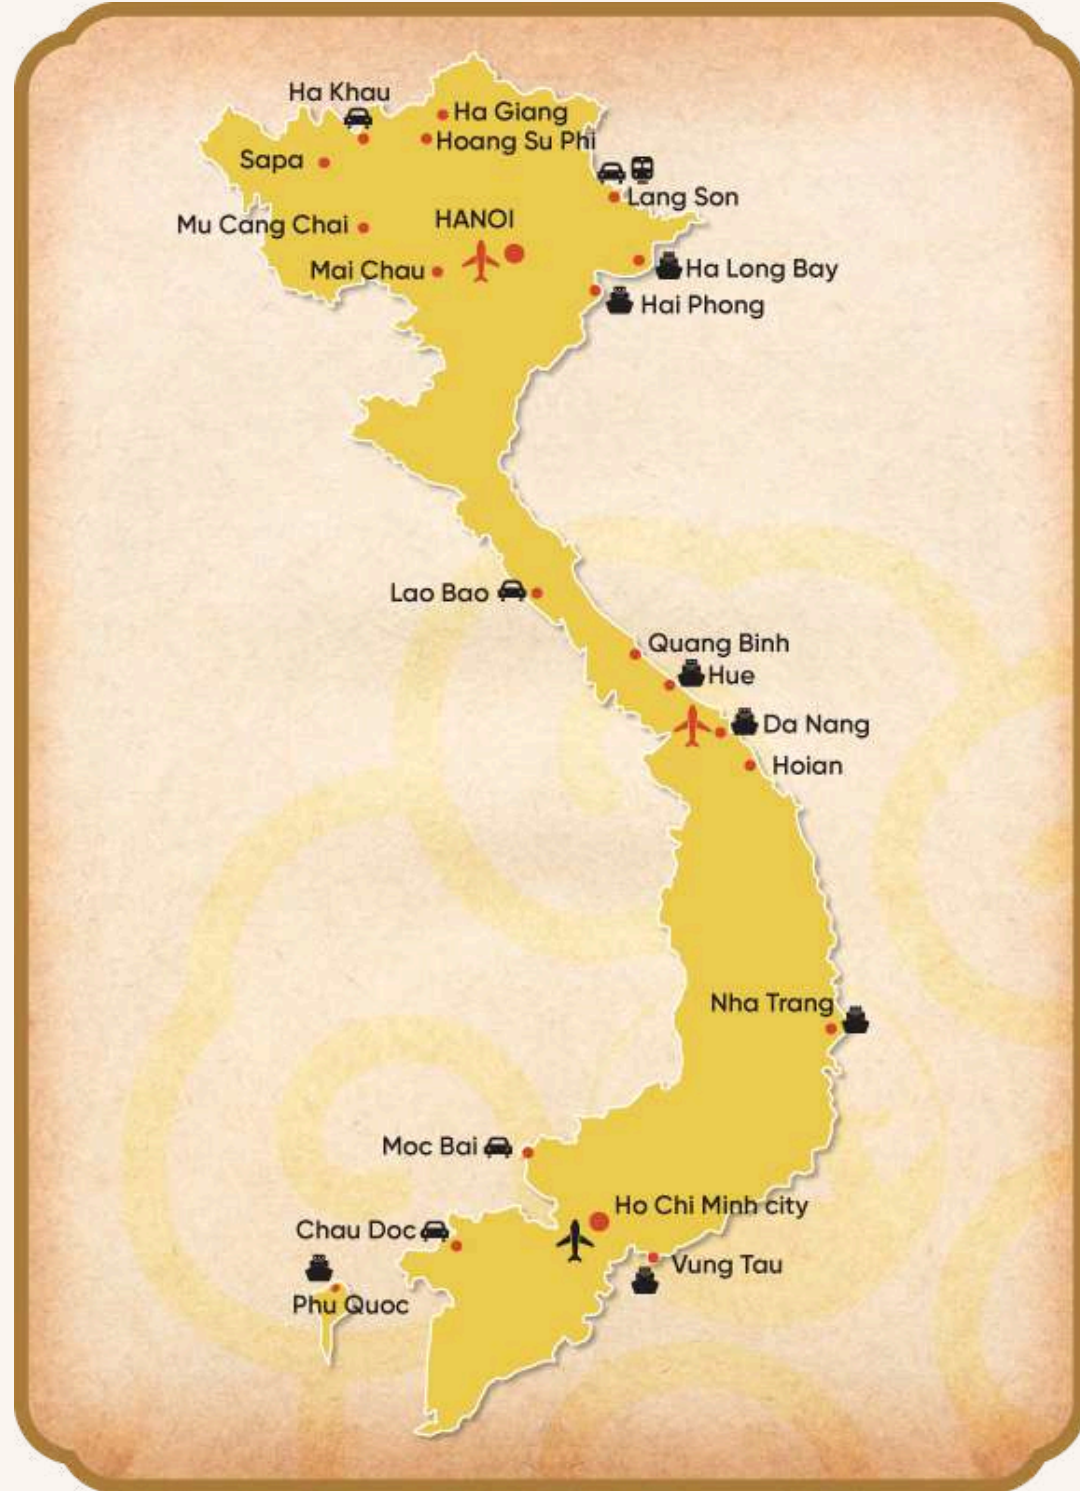 Ha Khau
Ha Giang
Hoang Su Phi
Sapa
Lang Son
Mu Cang Chai
HANOI
Mai Chau
Ha Long Bay
Hai Phong
Lao Bao
Quang Binh
Hue
Da Nang
Hoian
Nha Trang
Moc Bai
Ho Chi Minh city
Chau Doc
Vung Tau
Phu Quoc